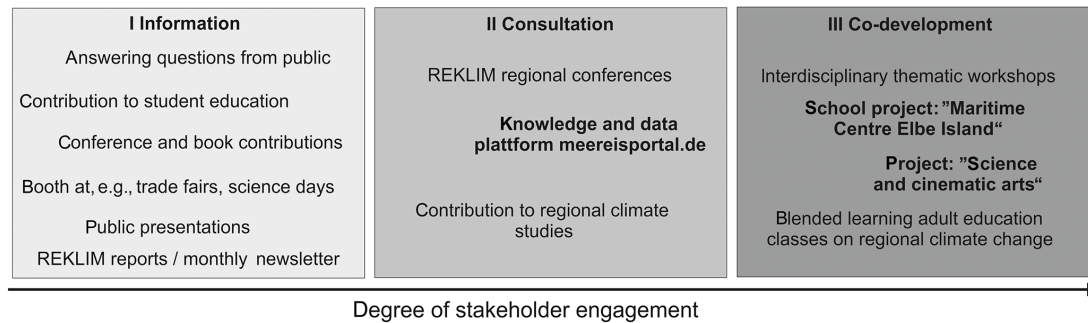 I Information
Answering questions from public
Contribution to student education
Conference and book contributions
Booth at, e.g., trade fairs, science days
Public presentations
REKLIM reports / monthly newsletter
II Consultation
REKLIM regional conferences
Knowledge and data
plattform meereisportal.de
Contribution to regional climate
studies
III Co-development
Interdisciplinary thematic workshops
School project: ”Maritime
Centre Elbe Island“
Project: ”Science
and cinematic arts“
Blended learning adult education
classes on regional climate change
Degree of stakeholder engagement